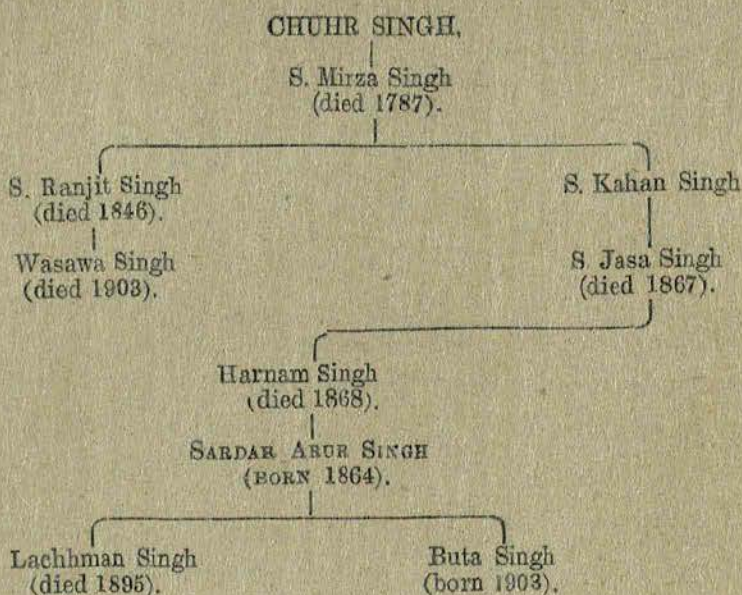 CHUHR SINGH,
S. Mirza Singh
(died 1787).
S. Ranjit Singh
(died 1846).
S. Kahan Singh
Wasawa Singh
(died 1903).
S. Jasa Singh
(died 1867).
Harnam Singh
(died 1868).
SARDAR ARUR SINGH
(BORN 1864).
Lachhman Singh
(died 1895).
Buta Singh
(born 1903).